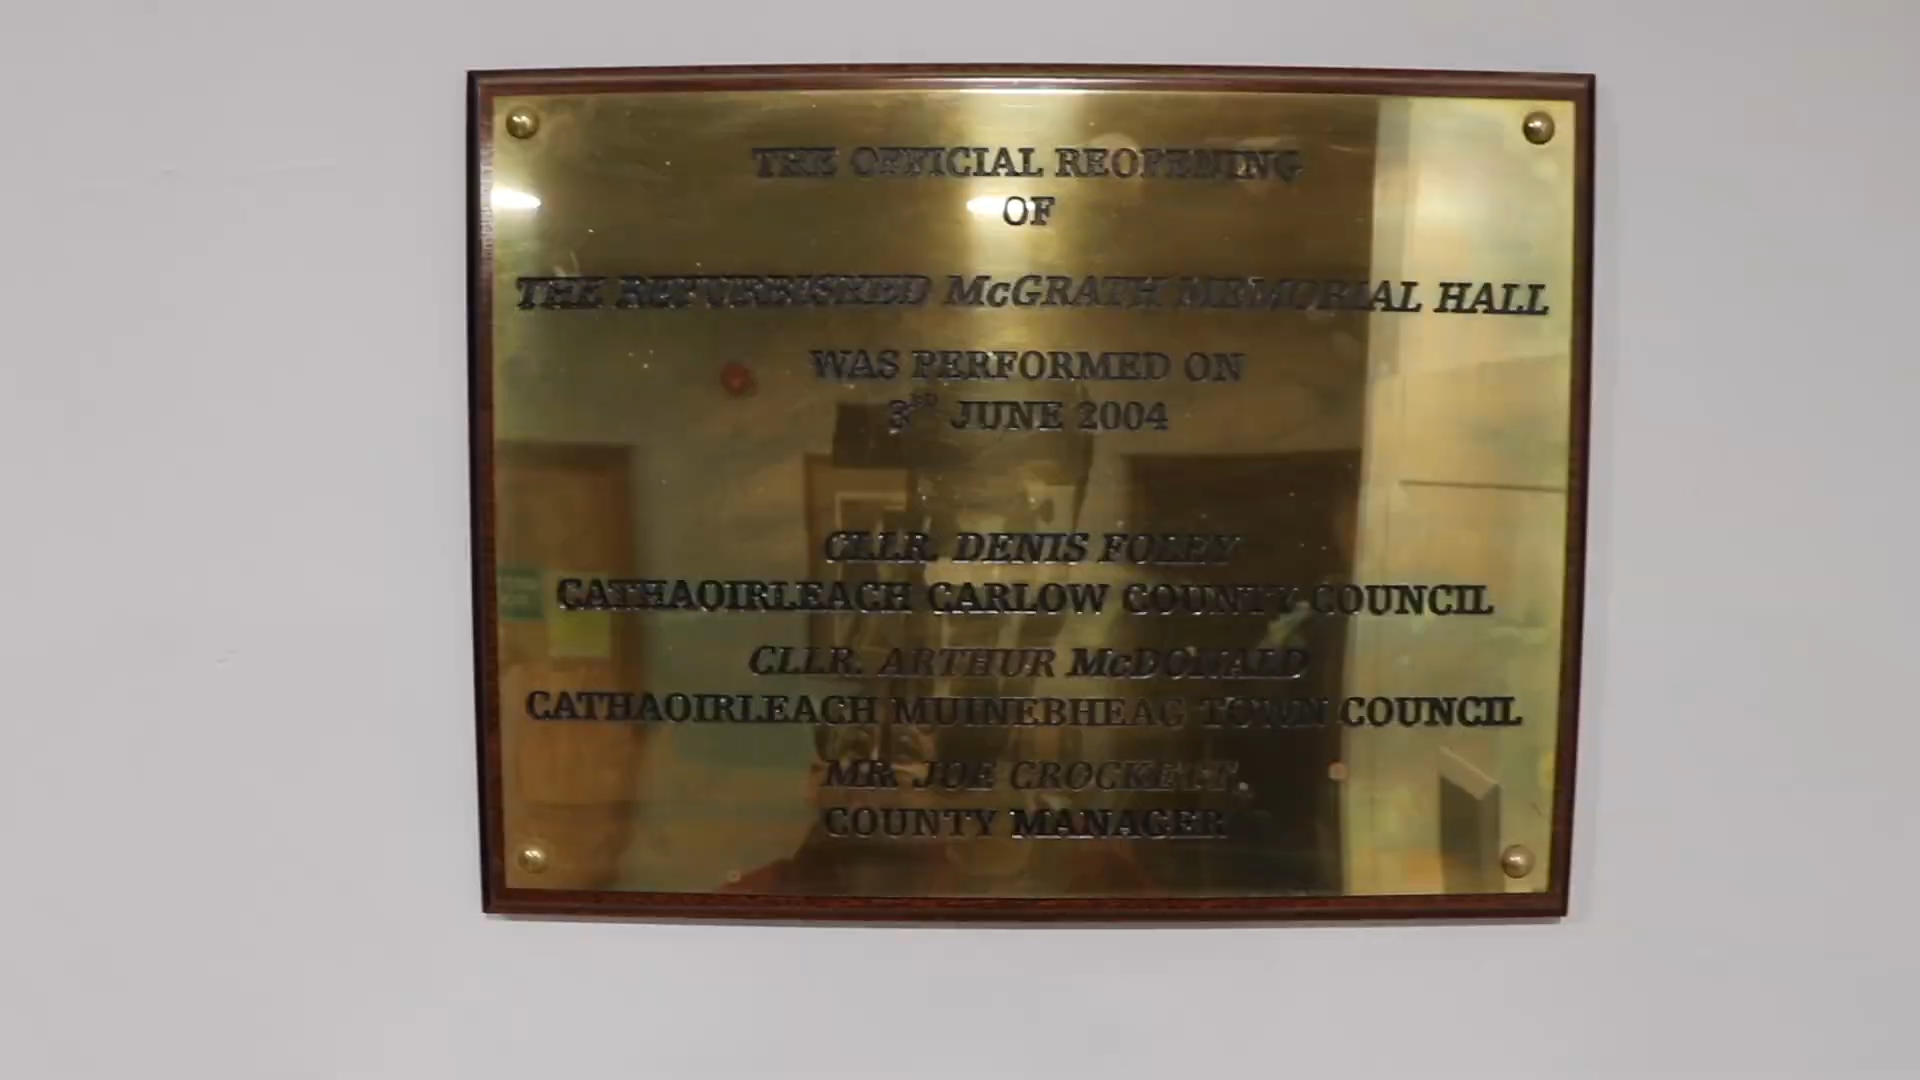 THE OFFICIAL REOPENING
OF
THE REFURBISHED McGRATH MEMORIAL HALL
WAS PERFORMED ON
3RD JUNE 2004
CLLR. DENIS FOLEY
CATHAOIRLEACH CARLOW COUNTY COUNCIL
CLLR. ARTHUR McDONALD
CATHAOIRLEACH MUINEBHEAG TOWN COUNCIL
MR. JOE CROCKETT
COUNTY MANAGER